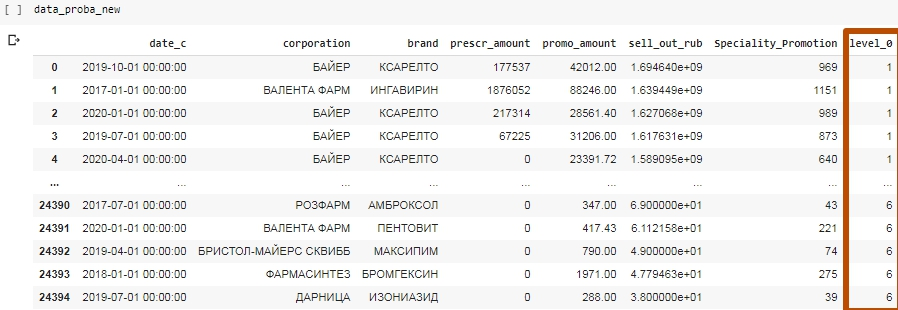 [ ] data_proba_new
date_c corporation brand prescr_amount promo_amount sell_out_rub Speciality_Promotion level_0
0 2019-10-01 00:00:00 БАЙЕР КСАРЕЛТО 177537 42012.00 1.694640e+09 969 1
1 2017-01-01 00:00:00 ВАЛЕНТА ФАРМ ИНГАВИРИН 1876052 88246.00 1.639449e+09 1151 1
2 2020-01-01 00:00:00 БАЙЕР КСАРЕЛТО 217314 28561.40 1.627068e+09 989 1
3 2019-07-01 00:00:00 БАЙЕР КСАРЕЛТО 67225 31206.00 1.617631e+09 873 1
4 2020-04-01 00:00:00 БАЙЕР КСАРЕЛТО 0 23391.72 1.589095e+09 640 1
... ... ... ... ... ... ... ... ...
24390 2017-07-01 00:00:00 РОЗФАРМ АМБРОКСОЛ 0 347.00 6.900000e+01 43 6
24391 2020-01-01 00:00:00 ВАЛЕНТА ФАРМ ПЕНТОВИТ 0 417.43 6.112158e+01 221 6
24392 2019-04-01 00:00:00 БРИСТОЛ-МАЙЕРС СКВИББ МАКСИПИМ 0 790.00 4.900000e+01 74 6
24393 2018-01-01 00:00:00 ФАРМАСИНТЕЗ БРОМГЕКСИН 0 1971.00 4.779463e+01 275 6
24394 2019-07-01 00:00:00 ДАРНИЦА ИЗОНИАЗИД 0 288.00 3.800000e+01 39 6